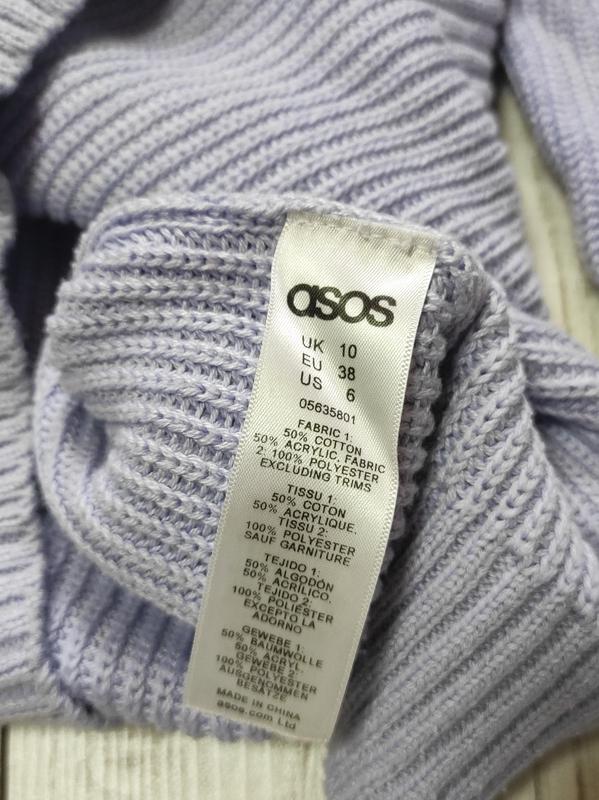 asos
UK 10
EU 38
US 6
05635801
FABRIC 1:
50% COTTON
50% ACRYLIC. FABRIC
2: 100% POLYESTER
EXCLUDING TRIMS
TISSU 1:
50% COTON
50% ACRYLIQUE.
TISSU 2:
100% POLYESTER
SAUF GARNITURE
TEJIDO 1:
50% ALGODÓN
50% ACRÍLICO.
TEJIDO 2:
100% POLIÉSTER
EXCEPTO LA
ADORNO
GEWEBE 1:
50% BAUMWOLLE
50% ACRYL.
GEWEBE 2:
100% POLYESTER
AUSGENOMMEN
BESÄTZE
MADE IN CHINA
asos.com Ltd